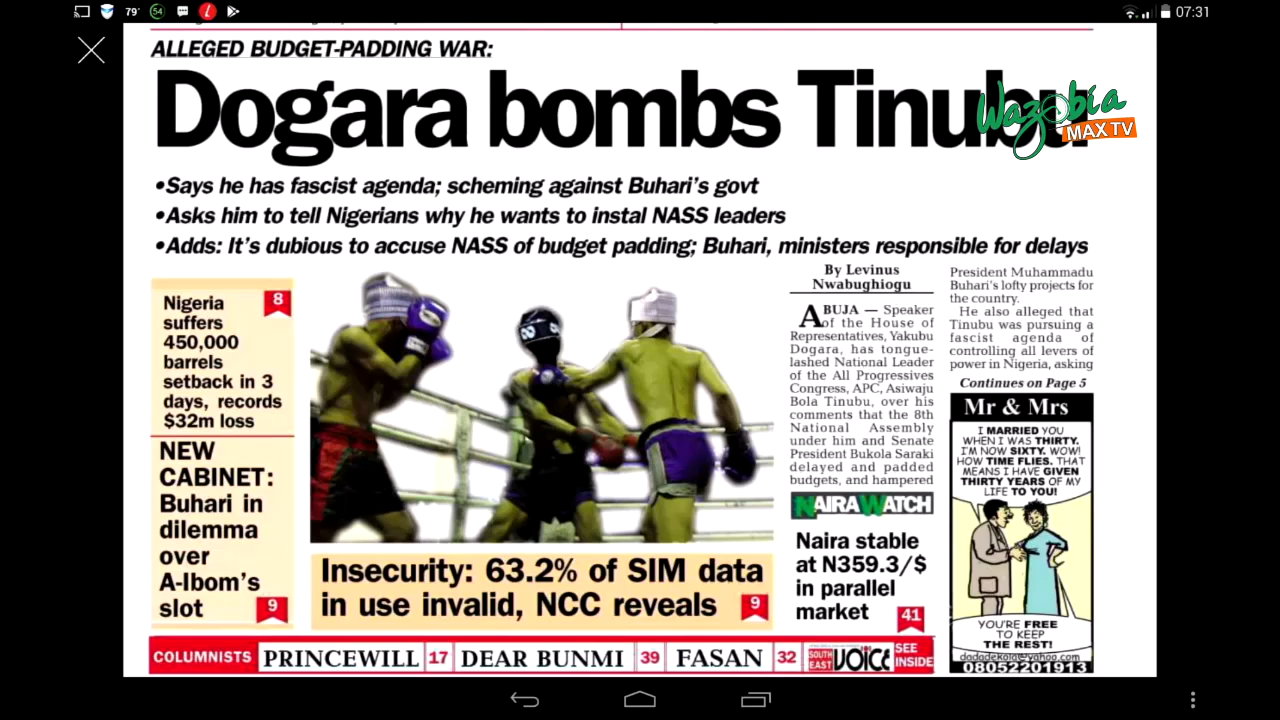 79°
54
07:31
ALLEGED BUDGET-PADDING WAR:
Dogara bombs Tinubu
Wazobia
MAX TV
•Says he has fascist agenda; scheming against Buhari's govt
•Asks him to tell Nigerians why he wants to instal NASS leaders
•Adds: It's dubious to accuse NASS of budget padding; Buhari, ministers responsible for delays
Nigeria
suffers
450,000
barrels
setback in 3
days, records
$32m loss
8
NEW
CABINET:
Buhari in
dilemma
over
A-Ibom's
slot
9
Insecurity: 63.2% of SIM data
in use invalid, NCC reveals
9
By Levinus
Nwabughiogu
ABUJA — Speaker
of the House of
Representatives, Yakubu
Dogara, has tongue-
lashed National Leader
of the All Progressives
Congress, APC, Asiwaju
Bola Tinubu, over his
comments that the 8th
National Assembly
under him and Senate
President Bukola Saraki
delayed and padded
budgets, and hampered
President Muhammadu
Buhari's lofty projects for
the country.
He also alleged that
Tinubu was pursuing a
fascist agenda of
controlling all levers of
power in Nigeria, asking
Continues on Page 5
NAIRAWATCH
Naira stable
at N359.3/$
in parallel
market
41
Mr & Mrs
I MARRIED YOU
WHEN I WAS THIRTY.
I'M NOW SIXTY. WOW!
HOW TIME FLIES. THAT
MEANS I HAVE GIVEN
THIRTY YEARS OF MY
LIFE TO YOU!
YOU'RE FREE
TO KEEP
THE REST!
dadadekola@yahoo.com
08052201913
COLUMNISTS PRINCEWILL 17 DEAR BUNMI 39 FASAN 32 SOUTH EAST VOICE SEE INSIDE